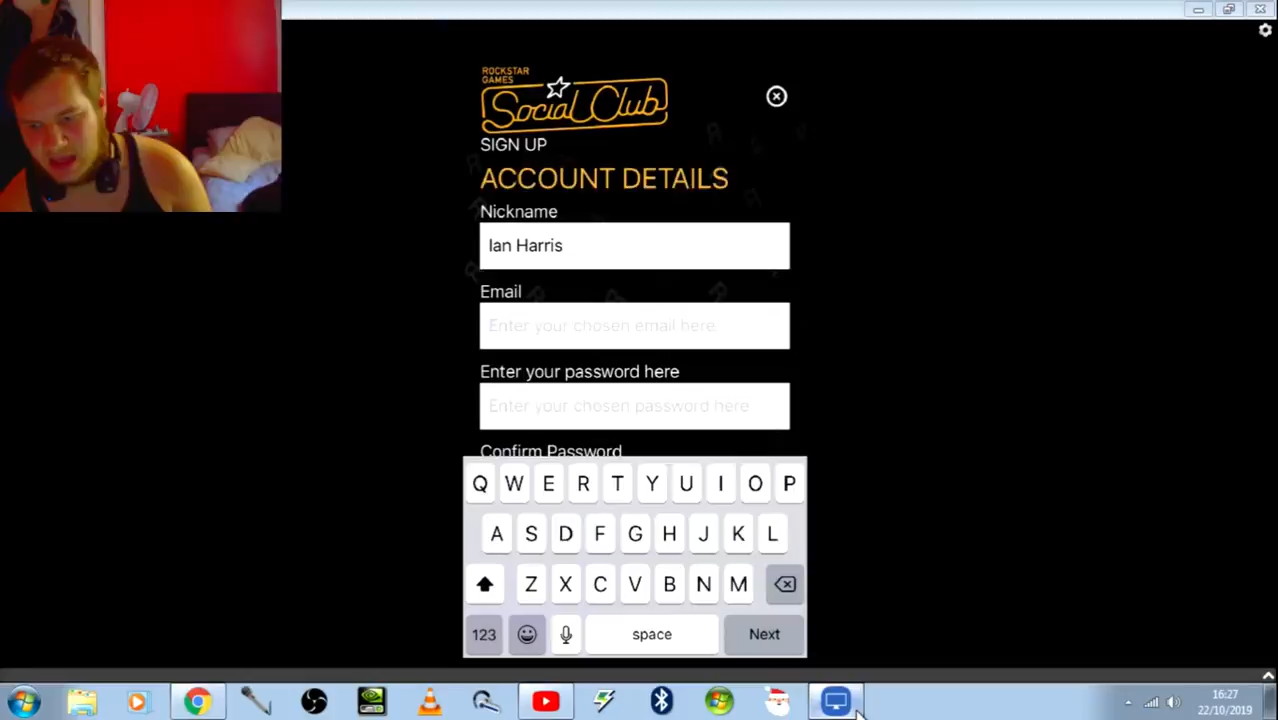 ROCKSTAR
GAMES
Social Club
SIGN UP
ACCOUNT DETAILS
Nickname
Ian Harris
Email
Enter your chosen email here
Enter your password here
Enter your chosen password here
Confirm Password
Q W E R T Y U I O P
A S D F G H J K L
Z X C V B N M
123 space Next
16:27
22/10/2019